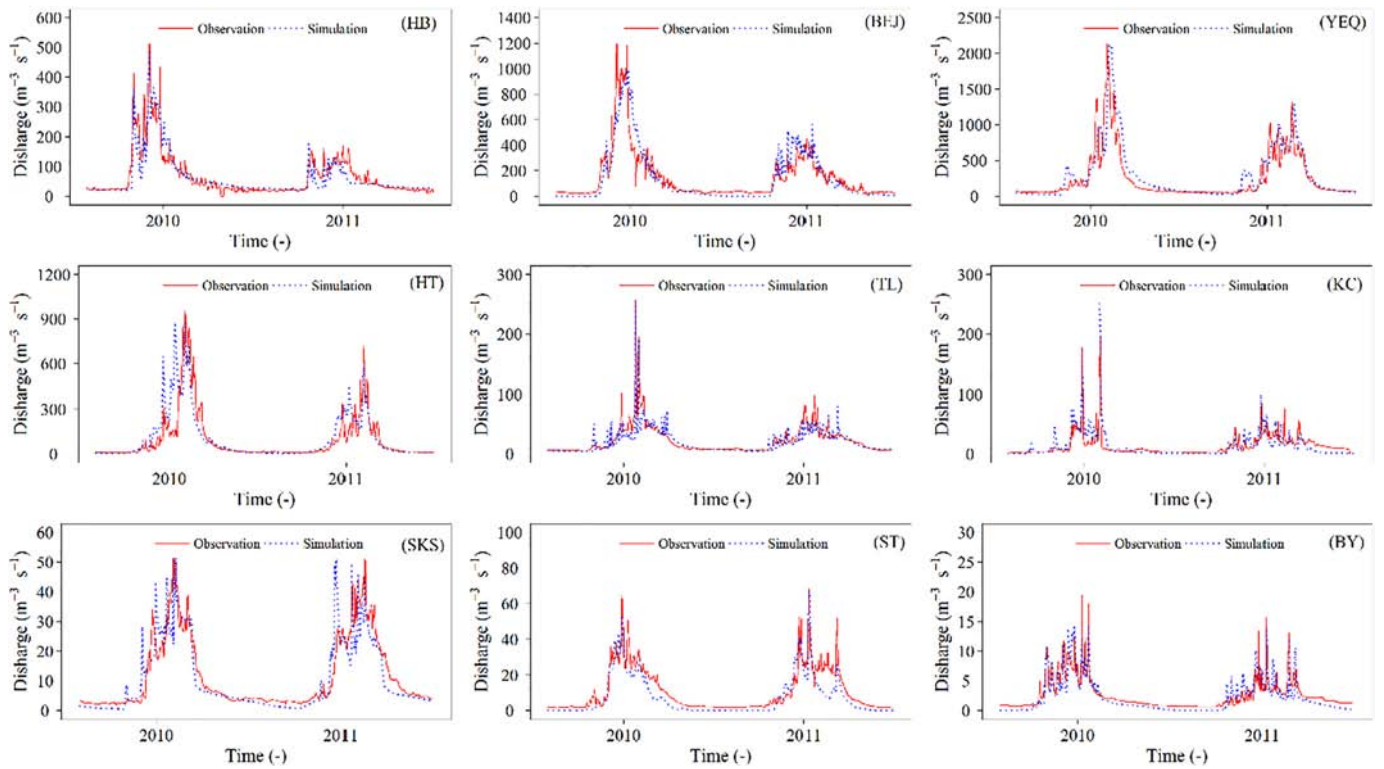 (HB)
Observation Simulation
Disharge (m⁻³ s⁻¹)
600
500
400
300
200
100
0
2010 2011
Time (-)
(BFJ)
Observation Simulation
Disharge (m⁻³ s⁻¹)
1400
1200
1000
800
600
400
200
0
2010 2011
Time (-)
(YEQ)
Observation Simulation
Disharge (m⁻³ s⁻¹)
2500
2000
1500
1000
500
0
2010 2011
Time (-)
(HT)
Observation Simulation
Disharge (m⁻³ s⁻¹)
1200
900
600
300
0
2010 2011
Time (-)
(TL)
Observation Simulation
Disharge (m⁻³ s⁻¹)
300
200
100
0
2010 2011
Time (-)
(KC)
Observation Simulation
Disharge (m⁻³ s⁻¹)
300
200
100
0
2010 2011
Time (-)
(SKS)
Observation Simulation
Disharge (m⁻³ s⁻¹)
60
50
40
30
20
10
0
2010 2011
Time (-)
(ST)
Observation Simulation
Disharge (m⁻³ s⁻¹)
100
80
60
40
20
0
2010 2011
Time (-)
(BY)
Observation Simulation
Disharge (m⁻³ s⁻¹)
30
25
20
15
10
5
0
2010 2011
Time (-)